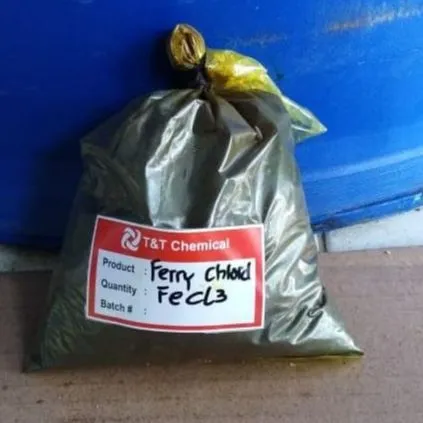 T&T Chemical
Product : Ferry Chlorid
Quantity : FeCl3
Batch # :